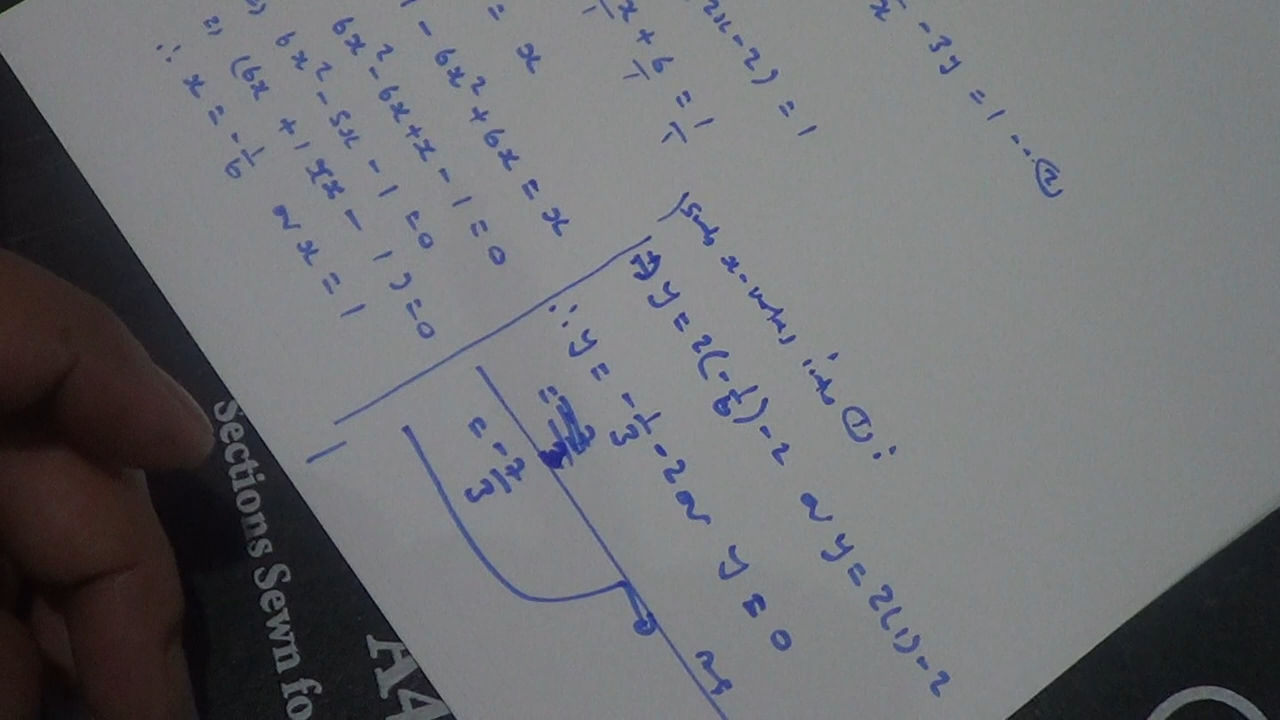 x - 3y = 1 ... ②
2x - 2) = 1
x + 6 = 1
= x
1 - 6x² + 6x = x
6x² - 6x + x - 1 = 0
6x² - 5x - 1 = 0
(6x + 1)(x - 1) = 0
∴ x = -1/6 or x = 1
Subs x-values into ①:
y = 2(-1/6) - 2 or y = 2(1) - 2
∴ y = -1/3 - 2 or y = 0
= -7/3
Sections Sewn fo
A4